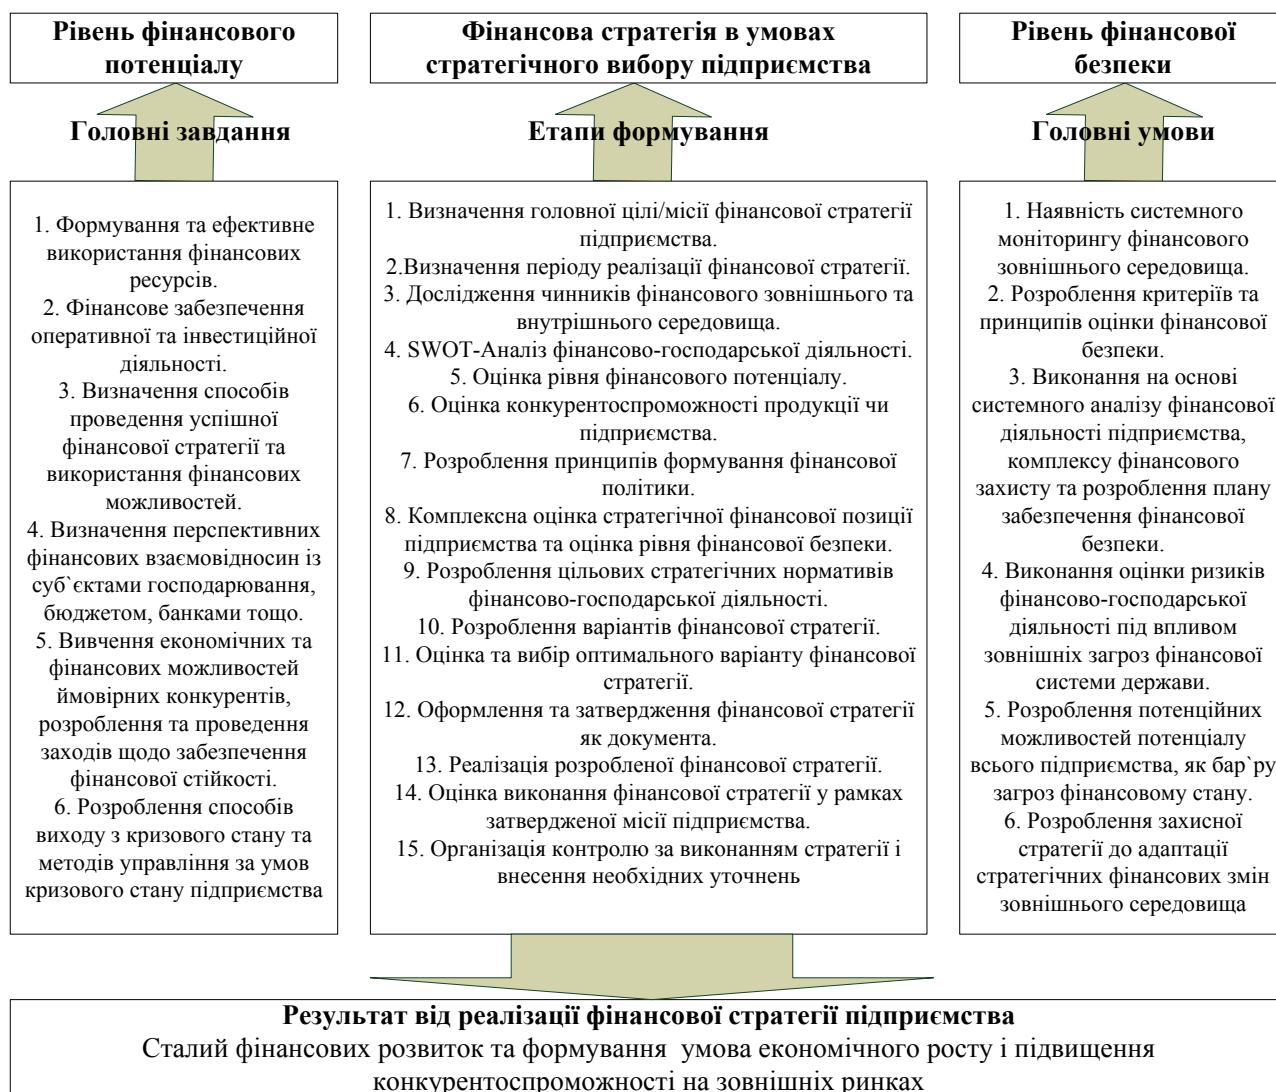 Рівень фінансового
потенціалу
Фінансова стратегія в умовах
стратегічного вибору підприємства
Рівень фінансової
безпеки
Головні завдання
Етапи формування
Головні умови
1. Формування та ефективне
використання фінансових
ресурсів.
2. Фінансове забезпечення
оперативної та інвестиційної
діяльності.
3. Визначення способів
проведення успішної
фінансової стратегії та
використання фінансових
можливостей.
4. Визначення перспективних
фінансових взаємовідносин із
суб`єктами господарювання,
бюджетом, банками тощо.
5. Вивчення економічних та
фінансових можливостей
ймовірних конкурентів,
розроблення та проведення
заходів щодо забезпечення
фінансової стійкості.
6. Розроблення способів
виходу з кризового стану та
методів управління за умов
кризового стану підприємства
1. Визначення головної цілі/місії фінансової стратегії
підприємства.
2.Визначення періоду реалізації фінансової стратегії.
3. Дослідження чинників фінансового зовнішнього та
внутрішнього середовища.
4. SWOT-Аналіз фінансово-господарської діяльності.
5. Оцінка рівня фінансового потенціалу.
6. Оцінка конкурентоспроможності продукції чи
підприємства.
7. Розроблення принципів формування фінансової
політики.
8. Комплексна оцінка стратегічної фінансової позиції
підприємства та оцінка рівня фінансової безпеки.
9. Розроблення цільових стратегічних нормативів
фінансово-господарської діяльності.
10. Розроблення варіантів фінансової стратегії.
11. Оцінка та вибір оптимального варіанту фінансової
стратегії.
12. Оформлення та затвердження фінансової стратегії
як документа.
13. Реалізація розробленої фінансової стратегії.
14. Оцінка виконання фінансової стратегії у рамках
затвердженої місії підприємства.
15. Організація контролю за виконанням стратегії і
внесення необхідних уточнень
1. Наявність системного
моніторингу фінансового
зовнішнього середовища.
2. Розроблення критеріїв та
принципів оцінки фінансової
безпеки.
3. Виконання на основі
системного аналізу фінансової
діяльності підприємства,
комплексу фінансового
захисту та розроблення плану
забезпечення фінансової
безпеки.
4. Виконання оцінки ризиків
фінансово-господарської
діяльності під впливом
зовнішніх загроз фінансової
системи держави.
5. Розроблення потенційних
можливостей потенціалу
всього підприємства, як бар`ру
загроз фінансовому стану.
6. Розроблення захисної
стратегії до адаптації
стратегічних фінансових змін
зовнішнього середовища
Результат від реалізації фінансової стратегії підприємства
Сталий фінансових розвиток та формування умова економічного росту і підвищення
конкурентоспроможності на зовнішніх ринках